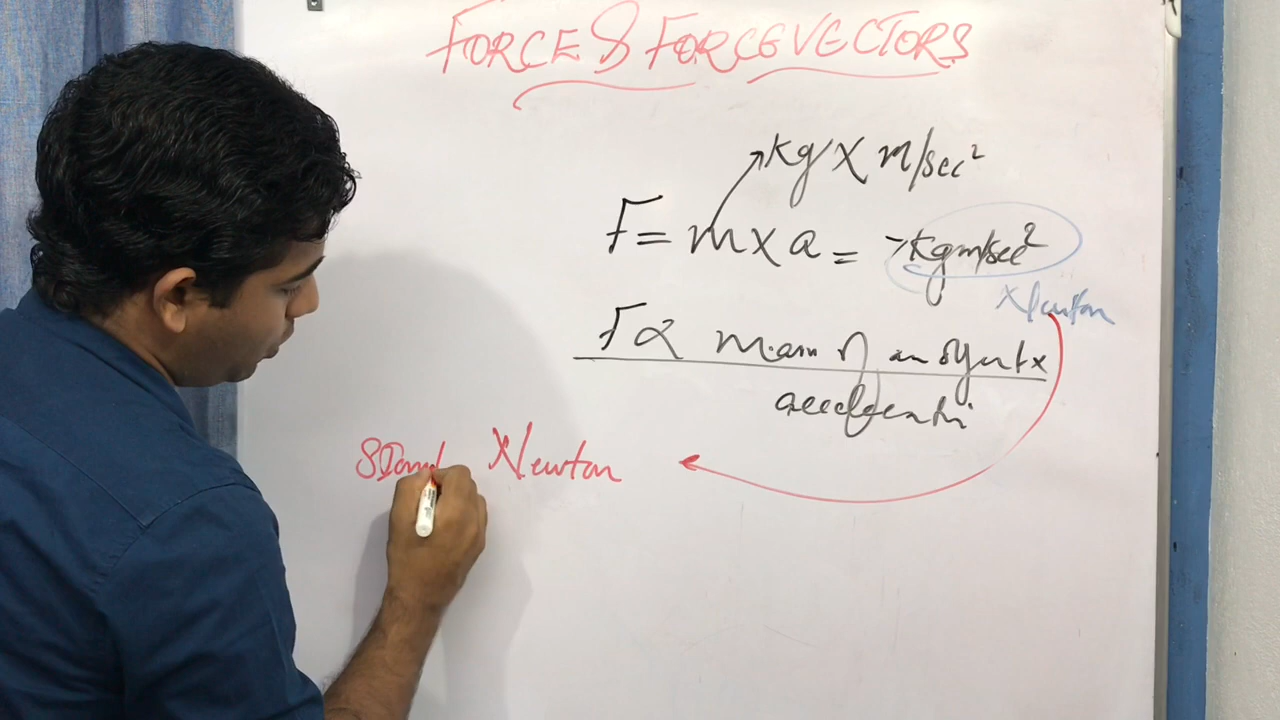 FORCE & FORCE VECTORS
kg X m/sec²
F = m x a = kgm/sec²
Newton
F ∝ Mass of an object x
acceleration
Newton